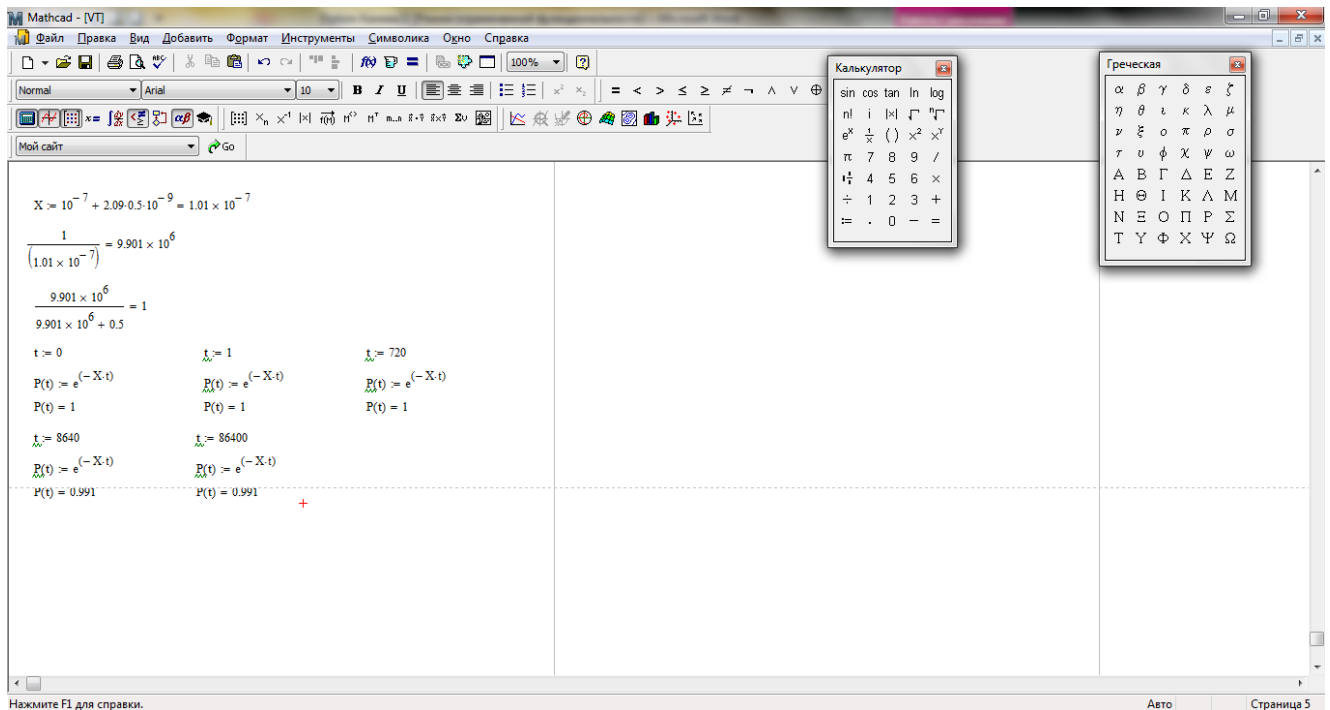 Mathcad - [VT]
Файл Правка Вид Добавить Формат Инструменты Символика Окно Справка
100%
Normal Arial 10 B I U = < > ≤ ≥ ≠ ¬ ∧ ∨ ⊕
Мой сайт Go
X := 10^-7 + 2.09·0.5·10^-9 = 1.01 × 10^-7
1/(1.01 × 10^-7) = 9.901 × 10^6
9.901 × 10^6/(9.901 × 10^6 + 0.5) = 1
t := 0 t := 1 t := 720
P(t) := e^(-X·t) P(t) := e^(-X·t) P(t) := e^(-X·t)
P(t) = 1 P(t) = 1 P(t) = 1
t := 8640 t := 86400
P(t) := e^(-X·t) P(t) := e^(-X·t)
P(t) = 0.991 P(t) = 0.991
Калькулятор
sin cos tan ln log
n! i |×| √ ⁿ√
e^x 1/x ( ) ×² ×^Y
π 7 8 9 /
4 5 6 ×
÷ 1 2 3 +
:= . 0 − =
Греческая
α β γ δ ε ζ
η θ ι κ λ μ
ν ξ ο π ρ σ
τ υ ϕ χ ψ ω
Α Β Γ Δ Ε Ζ
Η Θ Ι Κ Λ Μ
Ν Ξ Ο Π Ρ Σ
Τ Υ Φ Χ Ψ Ω
Нажмите F1 для справки. Авто Страница 5